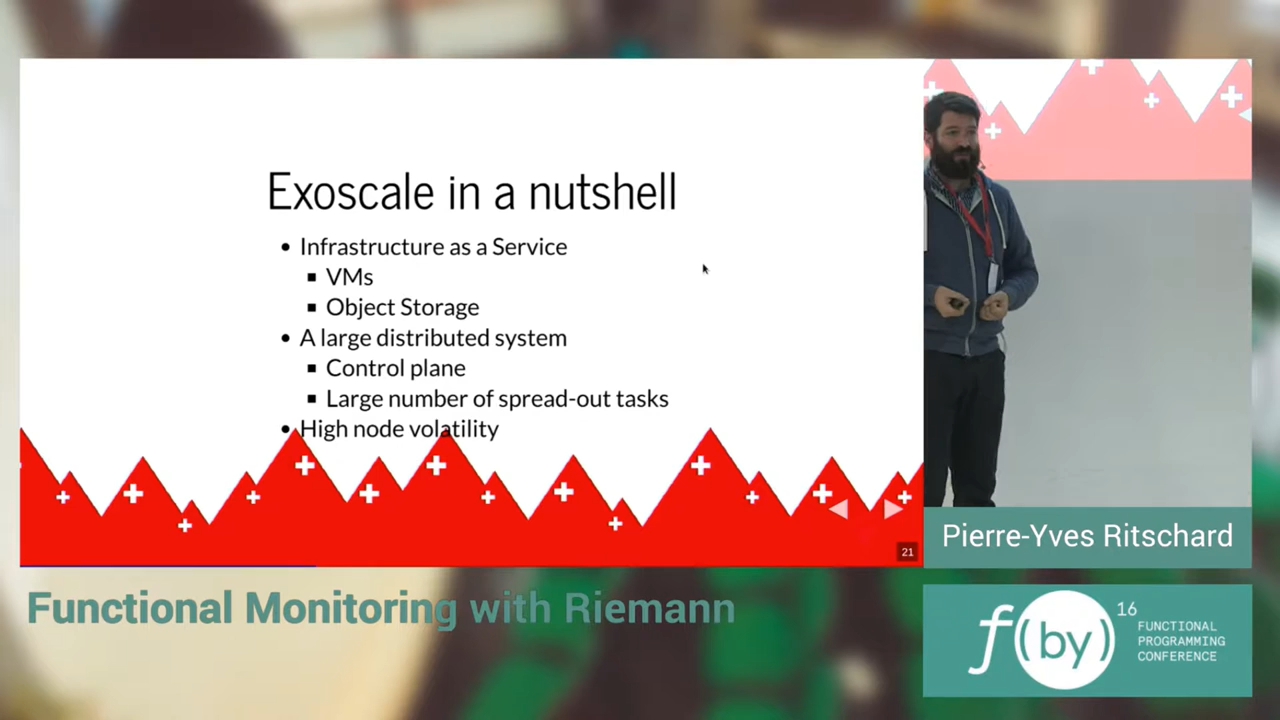 Exoscale in a nutshell
Infrastructure as a Service
VMs
Object Storage
A large distributed system
Control plane
Large number of spread-out tasks
High node volatility
21
Pierre-Yves Ritschard
Functional Monitoring with Riemann
f(by) 16
FUNCTIONAL
PROGRAMMING
CONFERENCE